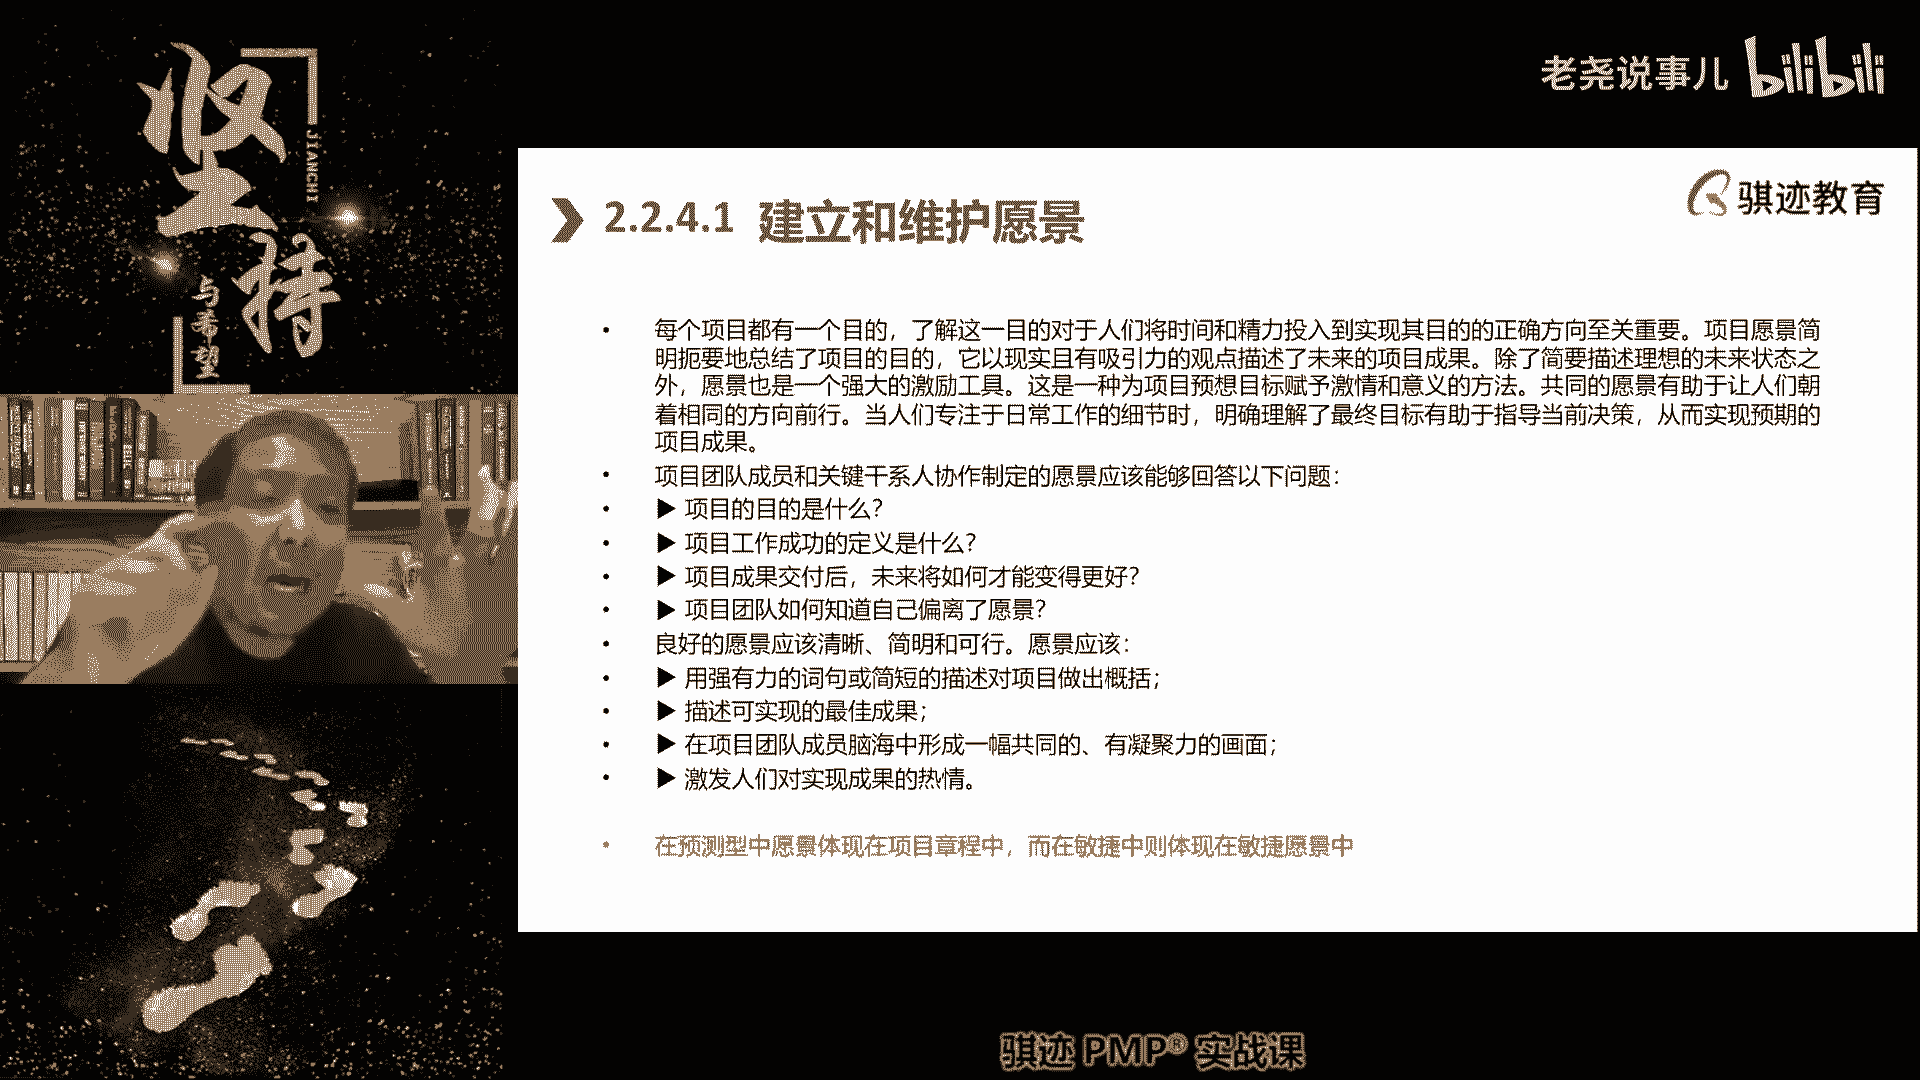 坚持
JIANCHI
与希望
老尧说事儿 bilibili
骐迹教育
2.2.4.1 建立和维护愿景
• 每个项目都有一个目的，了解这一目的对于人们将时间和精力投入到实现其目的的正确方向至关重要。项目愿景简
明扼要地总结了项目的目的，它以现实且有吸引力的观点描述了未来的项目成果。除了简要描述理想的未来状态之
外，愿景也是一个强大的激励工具。这是一种为项目预想目标赋予激情和意义的方法。共同的愿景有助于让人们朝
着相同的方向前行。当人们专注于日常工作的细节时，明确理解了最终目标有助于指导当前决策，从而实现预期的
项目成果。
• 项目团队成员和关键干系人协作制定的愿景应该能够回答以下问题：
• ▶ 项目的目的是什么？
• ▶ 项目工作成功的定义是什么？
• ▶ 项目成果交付后，未来将如何才能变得更好？
• ▶ 项目团队如何知道自己偏离了愿景？
• 良好的愿景应该清晰、简明和可行。愿景应该：
• ▶ 用强有力的词句或简短的描述对项目做出概括；
• ▶ 描述可实现的最佳成果；
• ▶ 在项目团队成员脑海中形成一幅共同的、有凝聚力的画面；
• ▶ 激发人们对实现成果的热情。
• 在预测型中愿景体现在项目章程中，而在敏捷中则体现在敏捷愿景中
骐迹 PMP® 实战课